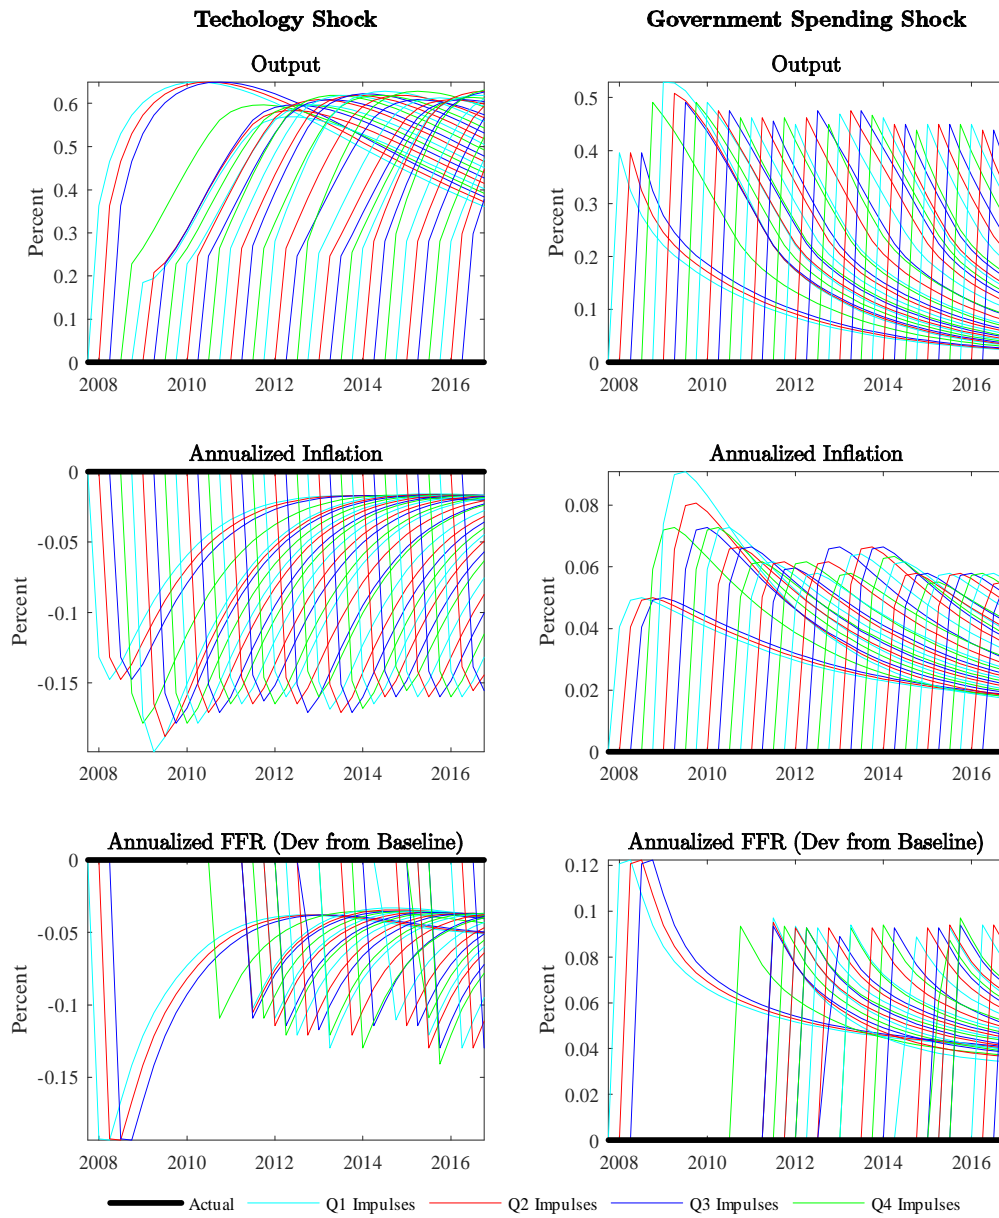 Techology Shock
Government Spending Shock
Output
Output
Percent
0.6
0.5
0.4
0.3
0.2
0.1
0
2008 2010 2012 2014 2016
Percent
0.5
0.4
0.3
0.2
0.1
0
2008 2010 2012 2014 2016
Annualized Inflation
Annualized Inflation
Percent
0
-0.05
-0.1
-0.15
2008 2010 2012 2014 2016
Percent
0.08
0.06
0.04
0.02
0
2008 2010 2012 2014 2016
Annualized FFR (Dev from Baseline)
Annualized FFR (Dev from Baseline)
Percent
0
-0.05
-0.1
-0.15
2008 2010 2012 2014 2016
Percent
0.12
0.1
0.08
0.06
0.04
0.02
0
2008 2010 2012 2014 2016
Actual Q1 Impulses Q2 Impulses Q3 Impulses Q4 Impulses